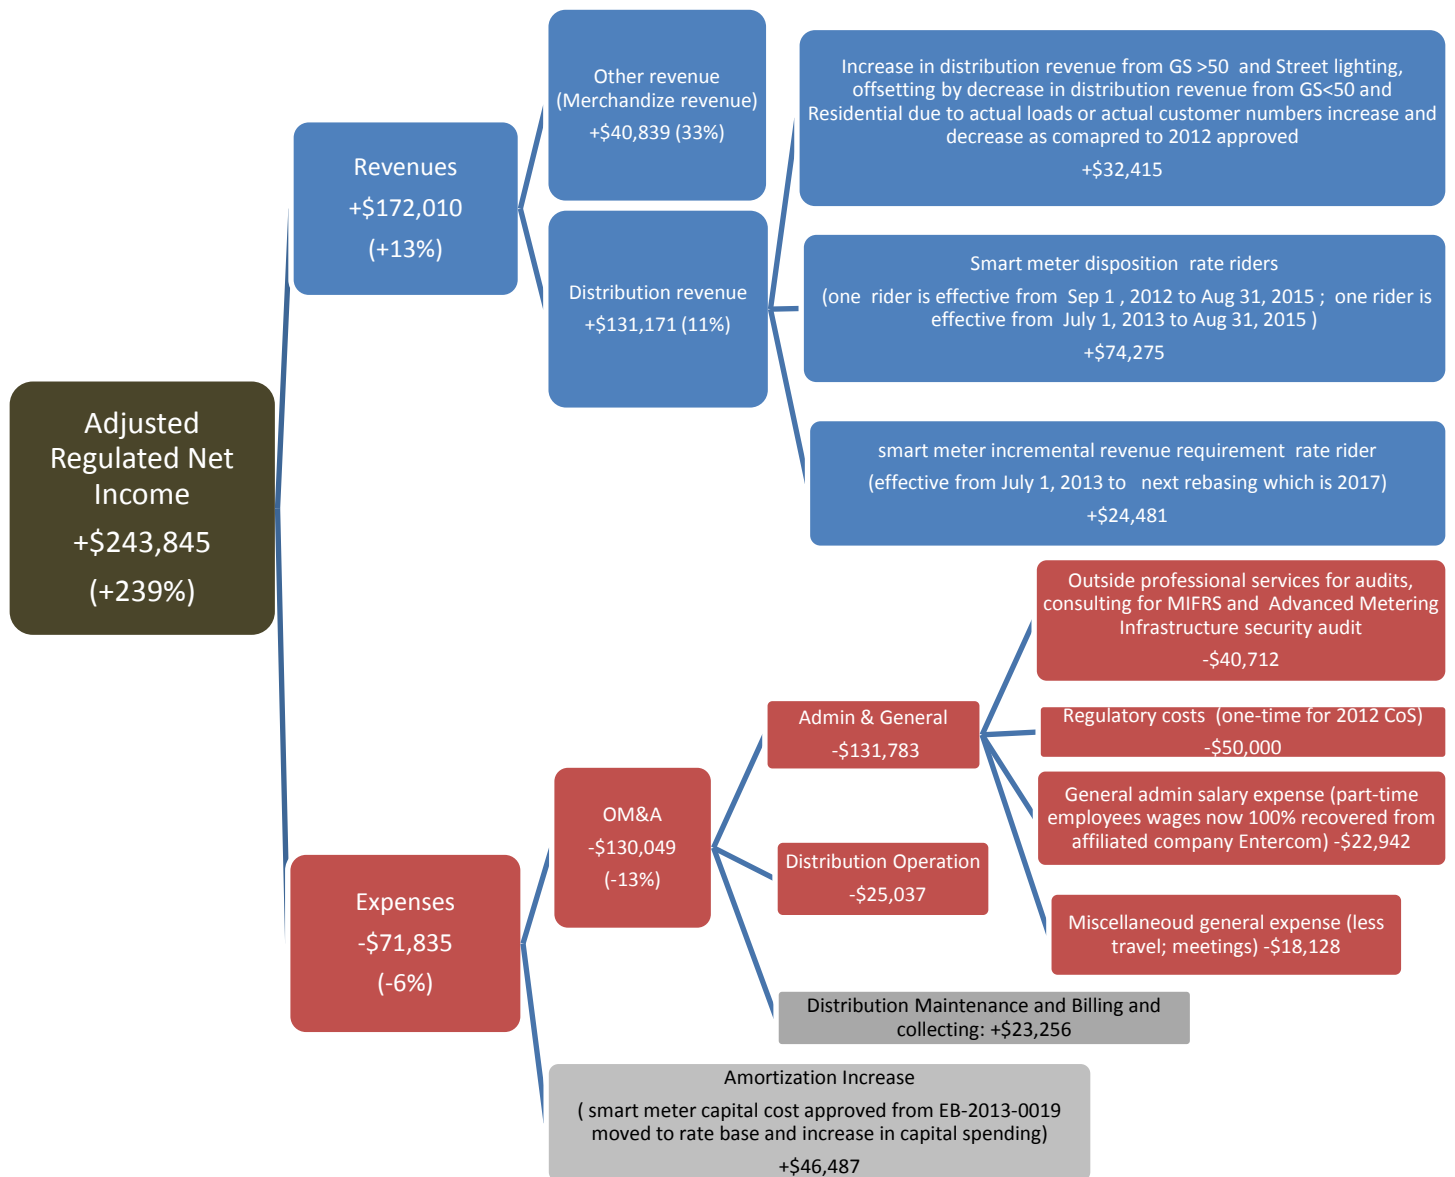 Adjusted
Regulated Net
Income
+$243,845
(+239%)
Revenues
+$172,010
(+13%)
Other revenue
(Merchandize revenue)
+$40,839 (33%)
Distribution revenue
+$131,171 (11%)
Increase in distribution revenue from GS >50 and Street lighting,
offsetting by decrease in distribution revenue from GS<50 and
Residential due to actual loads or actual customer numbers increase and
decrease as comapred to 2012 approved
+$32,415
Smart meter disposition rate riders
(one rider is effective from Sep 1 , 2012 to Aug 31, 2015 ; one rider is
effective from July 1, 2013 to Aug 31, 2015 )
+$74,275
smart meter incremental revenue requirement rate rider
(effective from July 1, 2013 to next rebasing which is 2017)
+$24,481
Expenses
-$71,835
(-6%)
OM&A
-$130,049
(-13%)
Admin & General
-$131,783
Outside professional services for audits,
consulting for MIFRS and Advanced Metering
Infrastructure security audit
-$40,712
Regulatory costs (one-time for 2012 CoS)
-$50,000
General admin salary expense (part-time
employees wages now 100% recovered from
affiliated company Entercom) -$22,942
Miscellaneoud general expense (less
travel; meetings) -$18,128
Distribution Operation
-$25,037
Distribution Maintenance and Billing and
collecting: +$23,256
Amortization Increase
( smart meter capital cost approved from EB-2013-0019
moved to rate base and increase in capital spending)
+$46,487